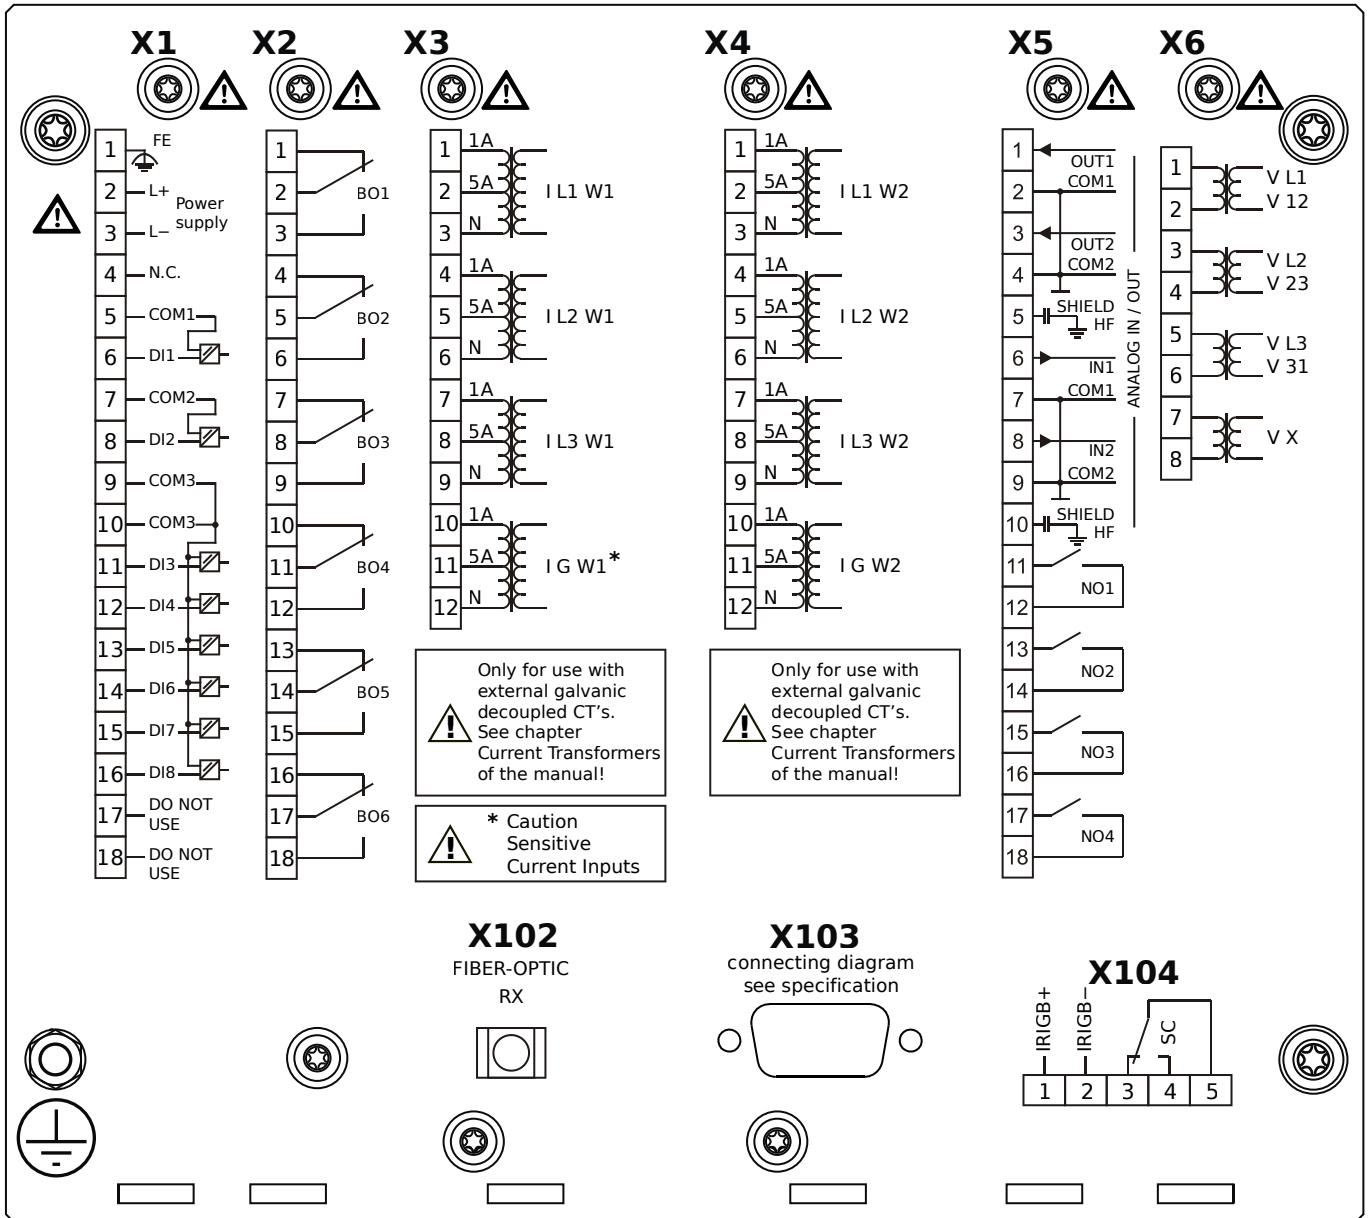 X1
X2
X3
X4
X5
X6
1 FE
2 L+
Power
supply
3 L−
4 N.C.
5 COM1
6 DI1
7 COM2
8 DI2
9 COM3
10 COM3
11 DI3
12 DI4
13 DI5
14 DI6
15 DI7
16 DI8
17 DO NOT
USE
18 DO NOT
USE
1
2 BO1
3
4
5 BO2
6
7
8 BO3
9
10
11 BO4
12
13
14 BO5
15
16
17 BO6
18
1 1A
2 5A I L1 W1
3 N
4 1A
5 5A I L2 W1
6 N
7 1A
8 5A I L3 W1
9 N
10 1A
11 5A I G W1*
12 N
Only for use with
external galvanic
decoupled CT's.
See chapter
Current Transformers
of the manual!
* Caution
Sensitive
Current Inputs
1 1A
2 5A I L1 W2
3 N
4 1A
5 5A I L2 W2
6 N
7 1A
8 5A I L3 W2
9 N
10 1A
11 5A I G W2
12 N
Only for use with
external galvanic
decoupled CT's.
See chapter
Current Transformers
of the manual!
1 OUT1
2 COM1
3 OUT2
4 COM2
5 SHIELD
HF
6 IN1
7 COM1
8 IN2
9 COM2
10 SHIELD
HF
ANALOG IN / OUT
11
NO1
12
13
NO2
14
15
NO3
16
17
NO4
18
1 V L1
2 V 12
3 V L2
4 V 23
5 V L3
6 V 31
7
V X
8
X102
FIBER-OPTIC
RX
X103
connecting diagram
see specification
X104
IRIGB+
IRIGB−
SC
1 2 3 4 5